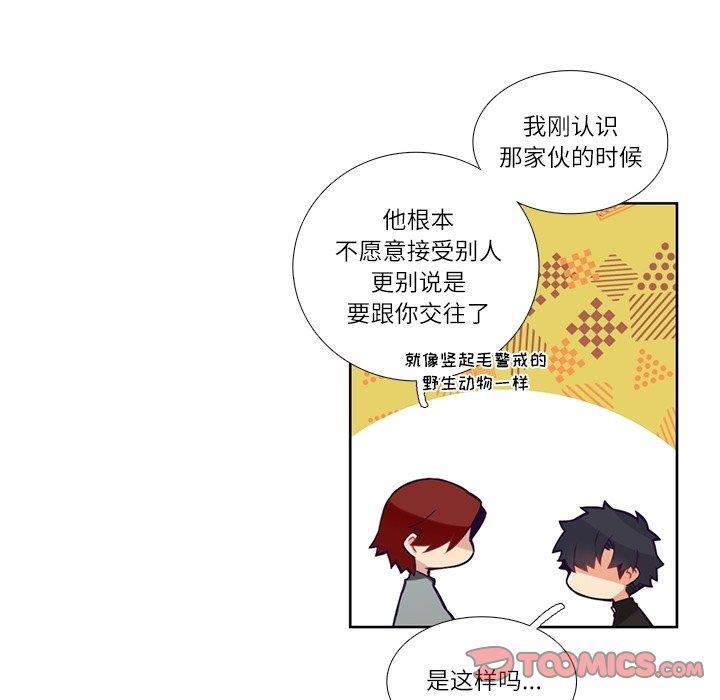 我刚认识
那家伙的时候
他根本
不愿意接受别人
更别说是
要跟你交往了
就像竖起毛警戒的
野生动物一样
是这样吗...
TOOMICS.COM